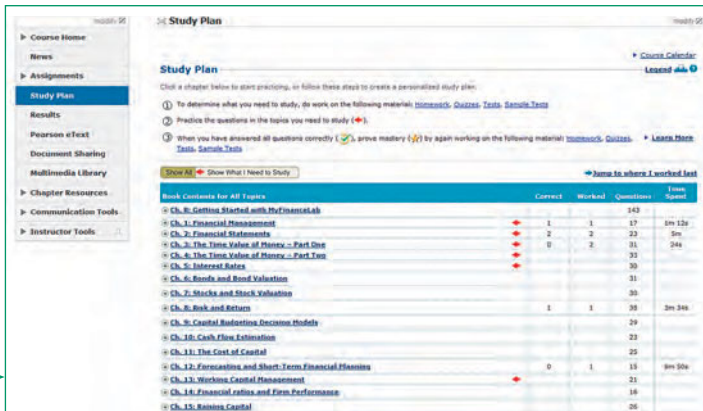 modify
Course Home
News
Assignments
Study Plan
Results
Pearson eText
Document Sharing
Multimedia Library
Chapter Resources
Communication Tools
Instructor Tools
Study Plan
modify
Course Calendar
Study Plan
Legend
Click a chapter below to start practicing, or follow these steps to create a personalized study plan.
1 To determine what you need to study, do work on the following material: Homework, Quizzes, Tests, Sample Tests
2 Practice the questions in the topics you need to study ( ).
3 When you have answered all questions correctly ( ), prove mastery ( ) by again working on the following material: Homework, Quizzes, Learn More
Tests, Sample Tests
Show All Show What I Need to Study
Jump to where I worked last
Book Contents for All Topics Correct Worked Questions Time Spent
Ch. 0: Getting Started with MyFinanceLab 143
Ch. 1: Financial Management 1 1 17 1m 12s
Ch. 2: Financial Statements 2 2 23 5m
Ch. 3: The Time Value of Money – Part One 0 2 31 24s
Ch. 4: The Time Value of Money – Part Two 33
Ch. 5: Interest Rates 30
Ch. 6: Bonds and Bond Valuation 31
Ch. 7: Stocks and Stock Valuation 30
Ch. 8: Risk and Return 1 1 38
Ch. 9: Capital Budgeting Decision Models 29
Ch. 10: Cash Flow Estimation 23
Ch. 11: The Cost of Capital 25
Ch. 12: Forecasting and Short-Term Financial Planning 0 1 15
Ch. 13: Working Capital Management 21
Ch. 14: Financial ratios and Firm Performance 16
Ch. 15: Raising Capital 26